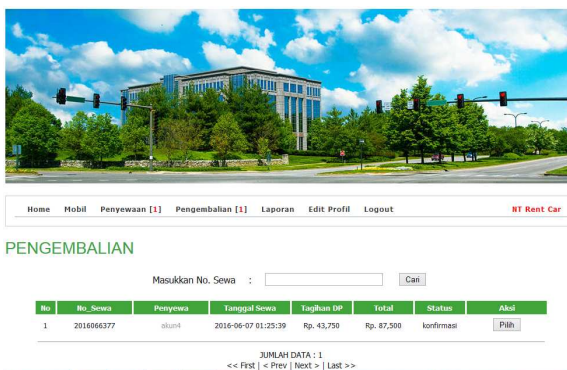 Home Mobil Penyewaan [1] Pengembalian [1] Laporan Edit Profil Logout NT Rent Car
PENGEMBALIAN
Masukkan No. Sewa : Cari
No No_Sewa Penyewa Tanggal Sewa Tagihan DP Total Status Aksi
1 2016066377 akun4 2016-06-07 01:25:39 Rp. 43,750 Rp. 87,500 konfirmasi Pilih
JUMLAH DATA : 1
<< First | < Prev | Next > | Last >>